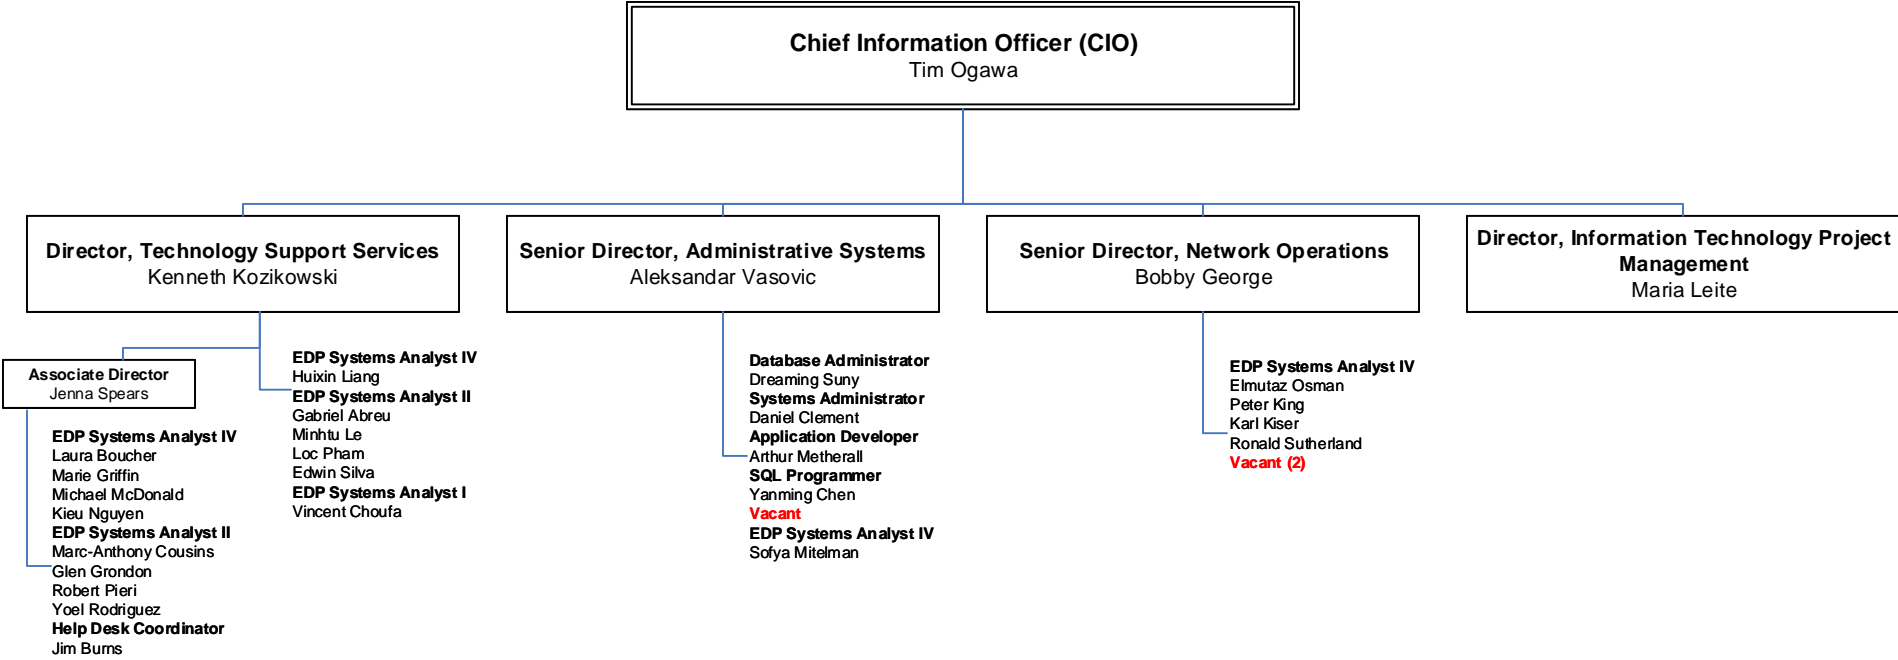 Chief Information Officer (CIO)
Tim Ogawa
Director, Technology Support Services
Kenneth Kozikowski
Senior Director, Administrative Systems
Aleksandar Vasovic
Senior Director, Network Operations
Bobby George
Director, Information Technology Project
Management
Maria Leite
Associate Director
Jenna Spears
EDP Systems Analyst IV
Laura Boucher
Marie Griffin
Michael McDonald
Kieu Nguyen
EDP Systems Analyst II
Marc-Anthony Cousins
Glen Grondon
Robert Pieri
Yoel Rodriguez
Help Desk Coordinator
Jim Burns
EDP Systems Analyst IV
Huixin Liang
EDP Systems Analyst II
Gabriel Abreu
Minhtu Le
Loc Pham
Edwin Silva
EDP Systems Analyst I
Vincent Choufa
Database Administrator
Dreaming Suny
Systems Administrator
Daniel Clement
Application Developer
Arthur Metherall
SQL Programmer
Yanming Chen
Vacant
EDP Systems Analyst IV
Sofya Mitelman
EDP Systems Analyst IV
Elmutaz Osman
Peter King
Karl Kiser
Ronald Sutherland
Vacant (2)